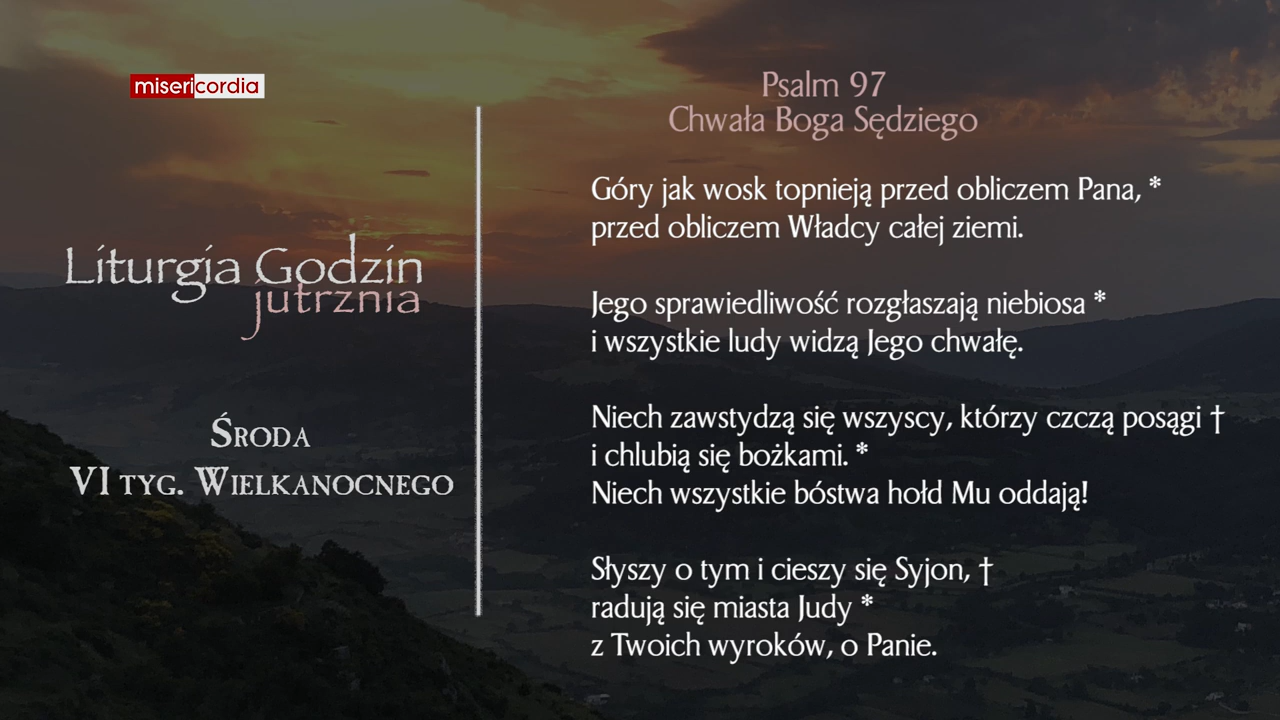 misericordia
Liturgia Godzin
jutrznia
Środa
VI tyg. Wielkanocnego
Psalm 97
Chwała Boga Sędziego
Góry jak wosk topnieją przed obliczem Pana, *
przed obliczem Władcy całej ziemi.
Jego sprawiedliwość rozgłaszają niebiosa *
i wszystkie ludy widzą Jego chwałę.
Niech zawstydzą się wszyscy, którzy czczą posągi †
i chlubią się bożkami. *
Niech wszystkie bóstwa hołd Mu oddają!
Słyszy o tym i cieszy się Syjon, †
radują się miasta Judy *
z Twoich wyroków, o Panie.